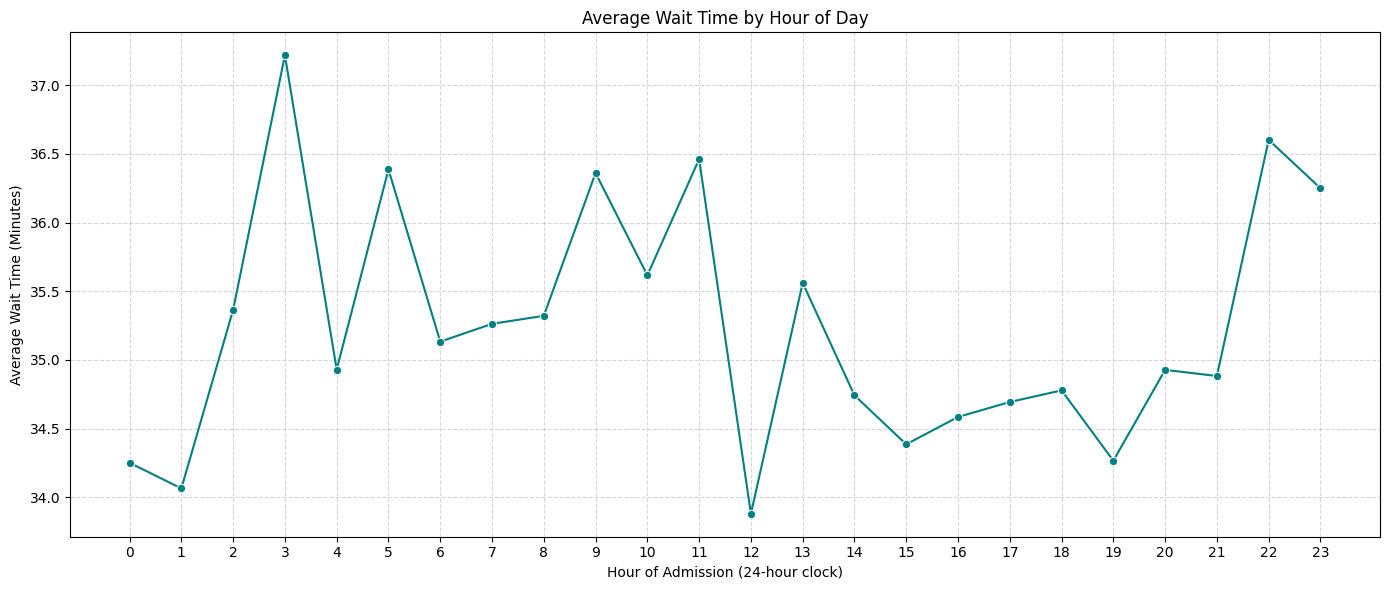 Average Wait Time by Hour of Day
Average Wait Time (Minutes)
37.0
36.5
36.0
35.5
35.0
34.5
34.0
0 1 2 3 4 5 6 7 8 9 10 11 12 13 14 15 16 17 18 19 20 21 22 23
Hour of Admission (24-hour clock)